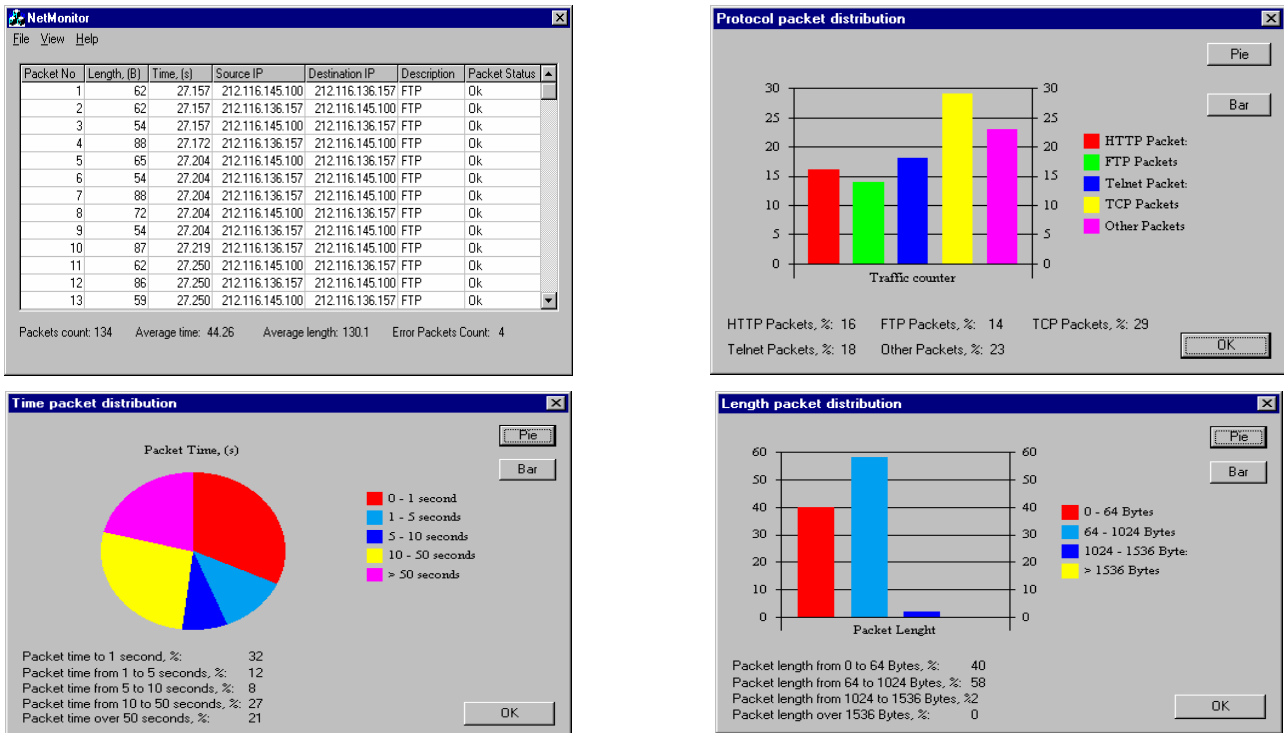 NetMonitor
File View Help
Packet No Length, (B) Time, (s) Source IP Destination IP Description Packet Status
1 62 27.157 212.116.145.100 212.116.136.157 FTP Ok
2 62 27.157 212.116.136.157 212.116.145.100 FTP Ok
3 54 27.157 212.116.145.100 212.116.136.157 FTP Ok
4 88 27.172 212.116.136.157 212.116.145.100 FTP Ok
5 65 27.204 212.116.145.100 212.116.136.157 FTP Ok
6 54 27.204 212.116.136.157 212.116.145.100 FTP Ok
7 88 27.204 212.116.136.157 212.116.145.100 FTP Ok
8 72 27.204 212.116.145.100 212.116.136.157 FTP Ok
9 54 27.204 212.116.136.157 212.116.145.100 FTP Ok
10 87 27.219 212.116.136.157 212.116.145.100 FTP Ok
11 62 27.250 212.116.145.100 212.116.136.157 FTP Ok
12 86 27.250 212.116.136.157 212.116.145.100 FTP Ok
13 59 27.250 212.116.145.100 212.116.136.157 FTP Ok
Packets count: 134 Average time: 44.26 Average length: 130.1 Error Packets Count: 4
Protocol packet distribution
Pie
Bar
30 30
25 25
20 20
15 15
10 10
5 5
0 0
Traffic counter
HTTP Packet:
FTP Packets
Telnet Packet:
TCP Packets
Other Packets
HTTP Packets, %: 16 FTP Packets, %: 14 TCP Packets, %: 29
Telnet Packets, %: 18 Other Packets, %: 23
OK
Time packet distribution
Pie
Bar
Packet Time, (s)
0 - 1 second
1 - 5 seconds
5 - 10 seconds
10 - 50 seconds
> 50 seconds
Packet time to 1 second, %: 32
Packet time from 1 to 5 seconds, %: 12
Packet time from 5 to 10 seconds, %: 8
Packet time from 10 to 50 seconds, %: 27
Packet time over 50 seconds, %: 21
OK
Length packet distribution
Pie
Bar
60 60
50 50
40 40
30 30
20 20
10 10
0 0
Packet Lenght
0 - 64 Bytes
64 - 1024 Bytes
1024 - 1536 Byte:
> 1536 Bytes
Packet length from 0 to 64 Bytes, %: 40
Packet length from 64 to 1024 Bytes, %: 58
Packet length from 1024 to 1536 Bytes, %2
Packet length over 1536 Bytes, %: 0
OK